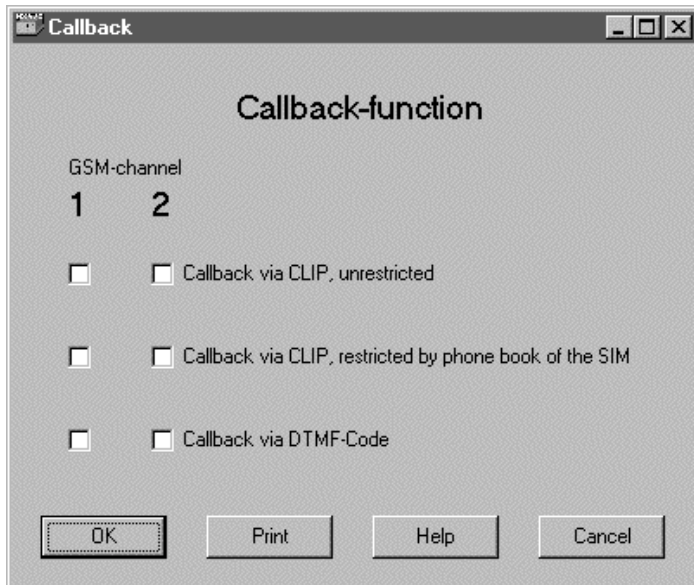 Callback
Callback-function
GSM-channel
1 2
Callback via CLIP, unrestricted
Callback via CLIP, restricted by phone book of the SIM
Callback via DTMF-Code
OK Print Help Cancel